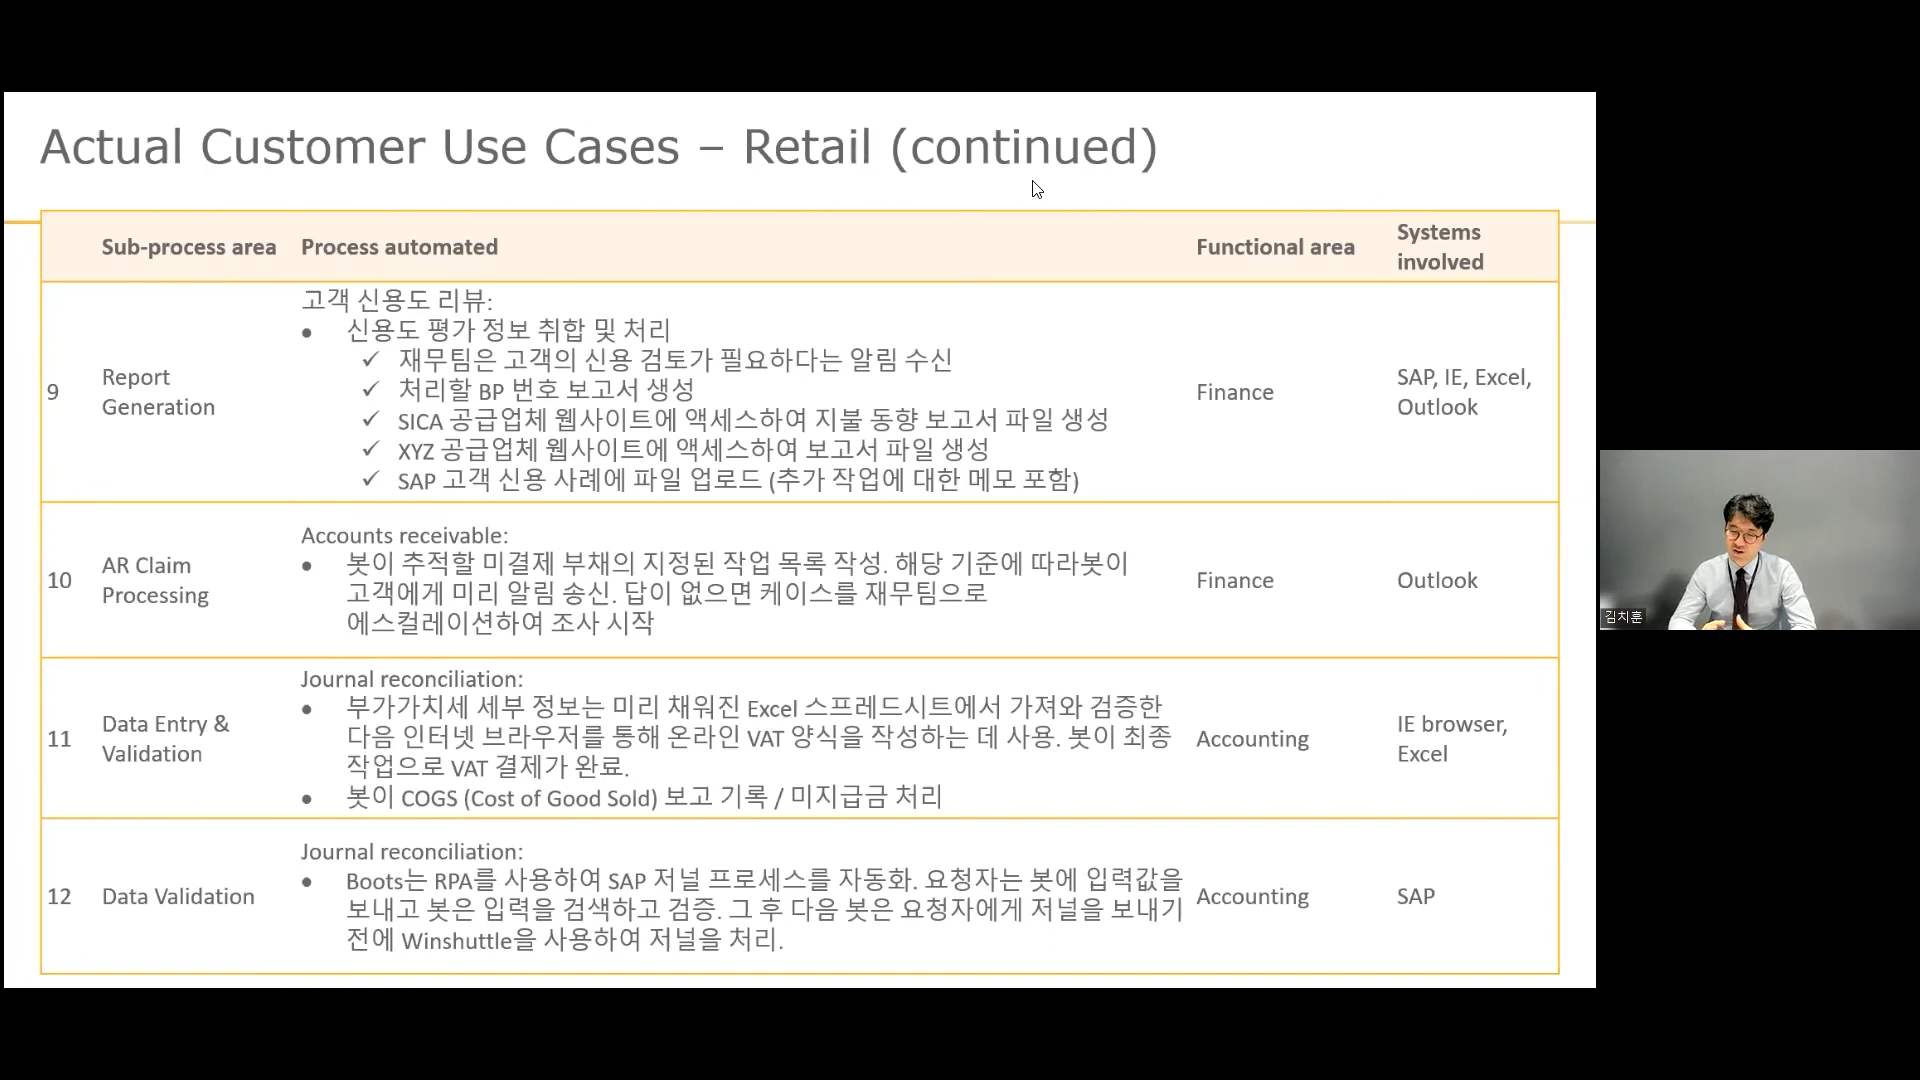 Actual Customer Use Cases – Retail (continued)
Sub-process area
Process automated
Functional area
Systems
involved
9
Report
Generation
고객 신용도 리뷰:
• 신용도 평가 정보 취합 및 처리
✓ 재무팀은 고객의 신용 검토가 필요하다는 알림 수신
✓ 처리할 BP 번호 보고서 생성
✓ SICA 공급업체 웹사이트에 액세스하여 지불 동향 보고서 파일 생성
✓ XYZ 공급업체 웹사이트에 액세스하여 보고서 파일 생성
✓ SAP 고객 신용 사례에 파일 업로드 (추가 작업에 대한 메모 포함)
Finance
SAP, IE, Excel,
Outlook
10
AR Claim
Processing
Accounts receivable:
• 봇이 추적할 미결제 부채의 지정된 작업 목록 작성. 해당 기준에 따라봇이
고객에게 미리 알림 송신. 답이 없으면 케이스를 재무팀으로
에스컬레이션하여 조사 시작
Finance
Outlook
11
Data Entry &
Validation
Journal reconciliation:
• 부가가치세 세부 정보는 미리 채워진 Excel 스프레드시트에서 가져와 검증한
다음 인터넷 브라우저를 통해 온라인 VAT 양식을 작성하는 데 사용. 봇이 최종
작업으로 VAT 결제가 완료.
• 봇이 COGS (Cost of Good Sold) 보고 기록 / 미지급금 처리
Accounting
IE browser,
Excel
12
Data Validation
Journal reconciliation:
• Boots는 RPA를 사용하여 SAP 저널 프로세스를 자동화. 요청자는 봇에 입력값을
보내고 봇은 입력을 검색하고 검증. 그 후 다음 봇은 요청자에게 저널을 보내기
전에 Winshuttle을 사용하여 저널을 처리.
Accounting
SAP
김치훈